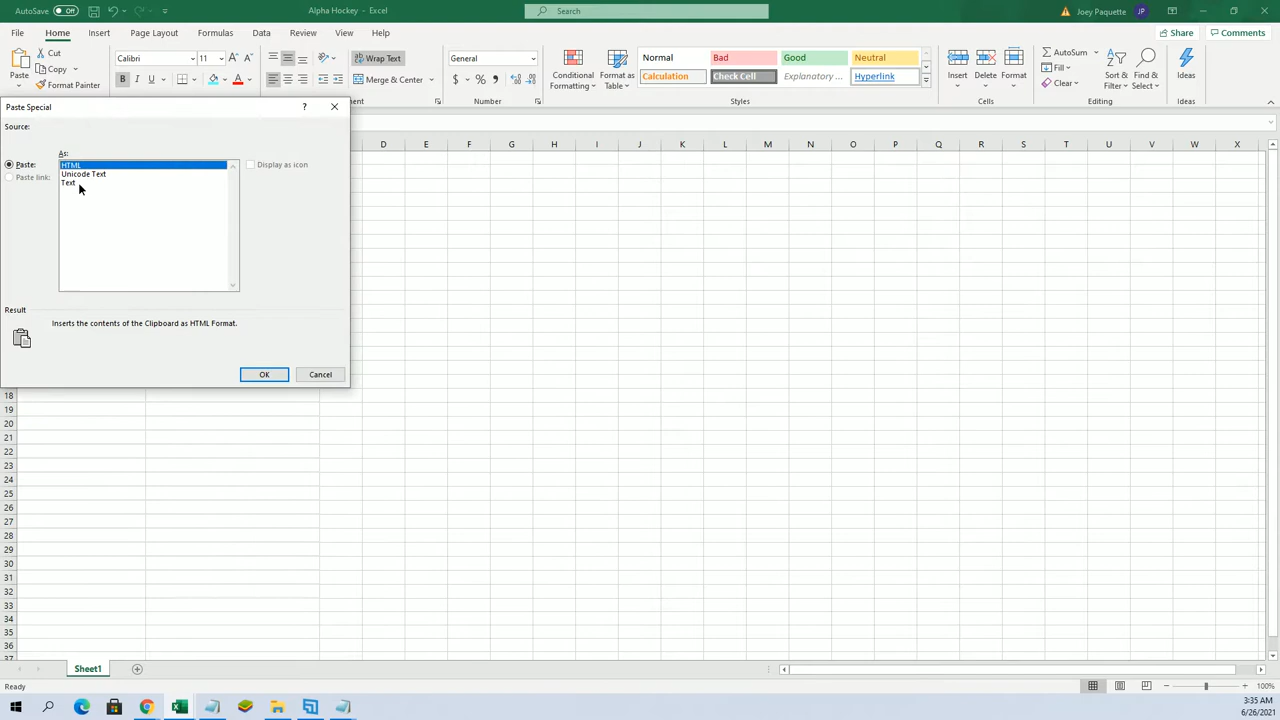 AutoSave Off
Alpha Hockey - Excel
Search
Joey Paquette JP
File Home Insert Page Layout Formulas Data Review View Help
Share Comments
Paste
Cut
Copy
Format Painter
Calibri 11
Wrap Text
Merge & Center
General
Conditional Formatting
Format as Table
Normal Bad Good Neutral
Calculation Check Cell Explanatory ... Hyperlink
Insert Delete Format
AutoSum
Fill
Clear
Sort & Filter
Find & Select
Ideas
Number Styles Cells Editing Ideas
Paste Special
Source:
As:
Paste:
Paste link:
HTML
Unicode Text
Text
Display as icon
Result
Inserts the contents of the Clipboard as HTML Format.
OK Cancel
D E F G H I J K L M N O P Q R S T U V W X
18
19
20
21
22
23
24
25
26
27
28
29
30
31
32
33
34
35
36
37
Sheet1
Ready
100%
3:35 AM
6/26/2021